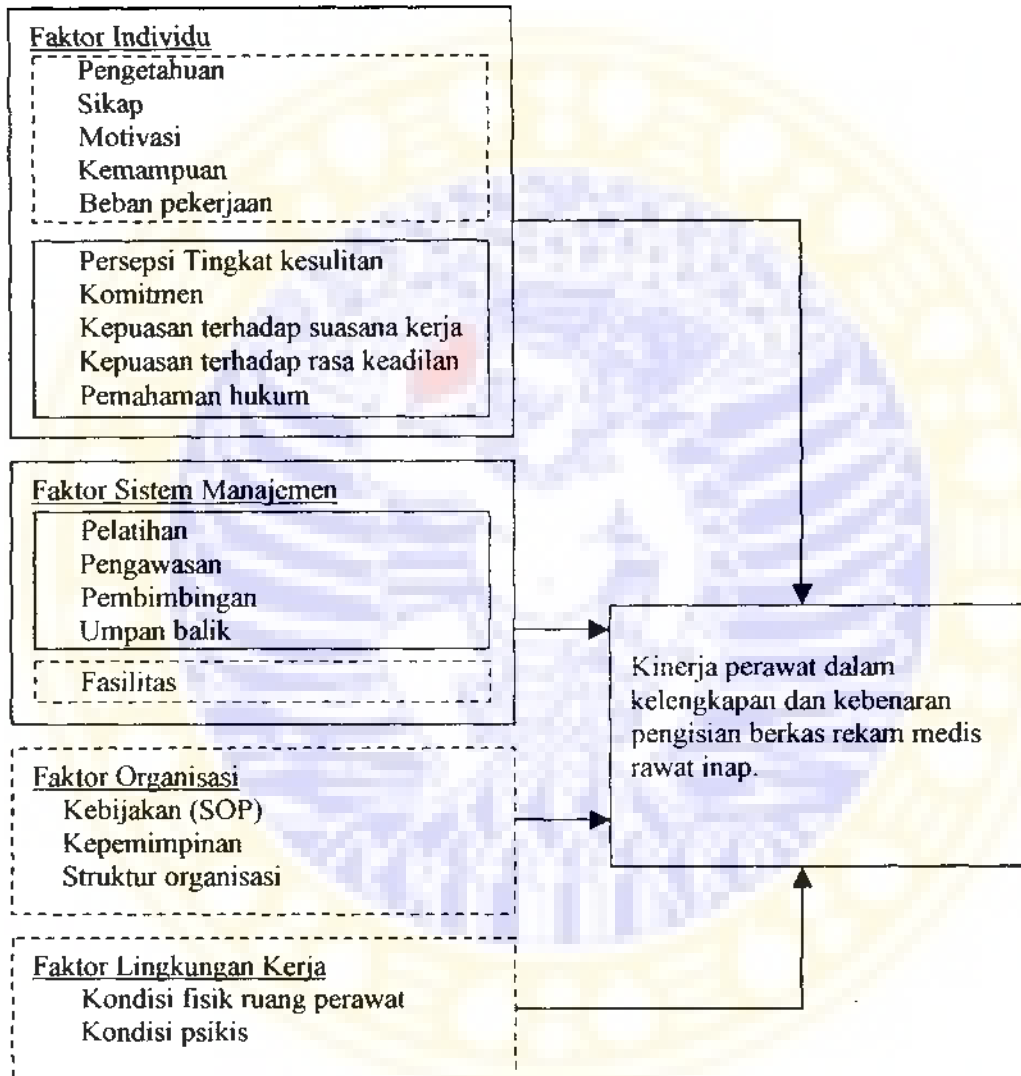 Faktor Individu
Pengetahuan
Sikap
Motivasi
Kemampuan
Beban pekerjaan
Persepsi Tingkat kesulitan
Komitmen
Kepuasan terhadap suasana kerja
Kepuasan terhadap rasa keadilan
Pemahaman hukum
Faktor Sistem Manajemen
Pelatihan
Pengawasan
Pembimbingan
Umpan balik
Fasilitas
Faktor Organisasi
Kebijakan (SOP)
Kepemimpinan
Struktur organisasi
Faktor Lingkungan Kerja
Kondisi fisik ruang perawat
Kondisi psikis
Kinerja perawat dalam
kelengkapan dan kebenaran
pengisian berkas rekam medis
rawat inap.